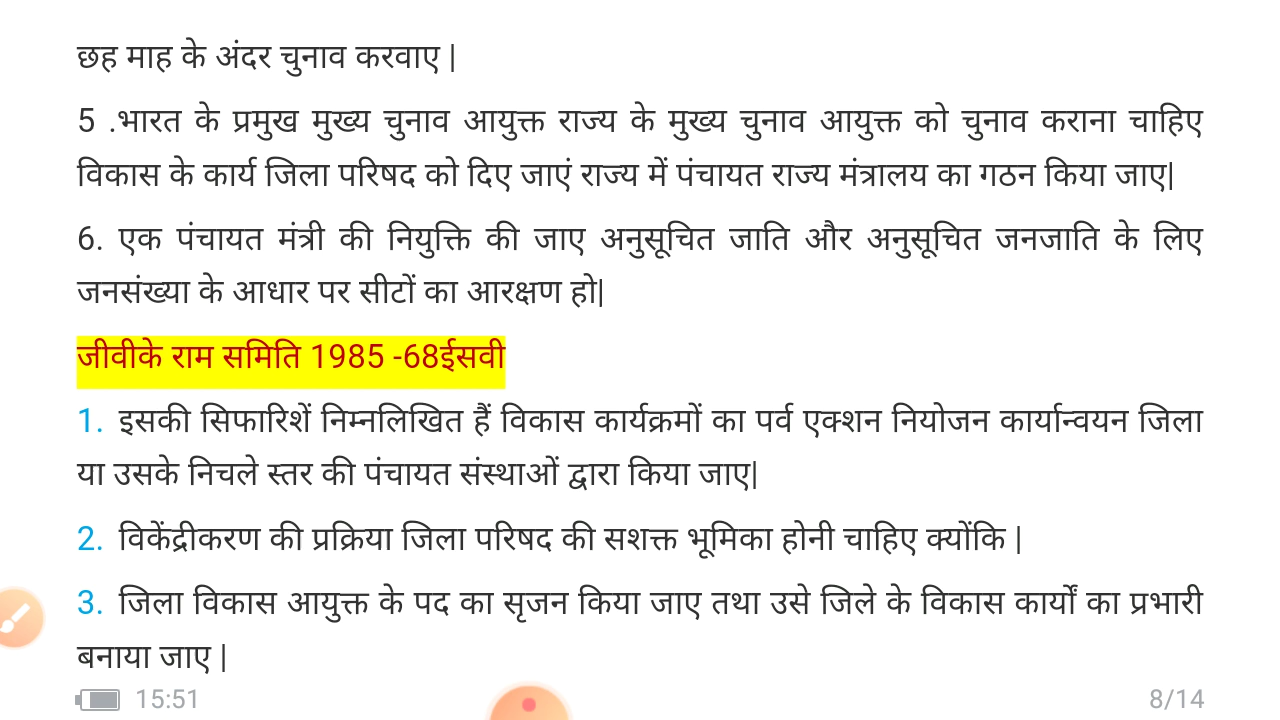 छह माह के अंदर चुनाव करवाए |
5 .भारत के प्रमुख मुख्य चुनाव आयुक्त राज्य के मुख्य चुनाव आयुक्त को चुनाव कराना चाहिए
विकास के कार्य जिला परिषद को दिए जाएं राज्य में पंचायत राज्य मंत्रालय का गठन किया जाए|
6. एक पंचायत मंत्री की नियुक्ति की जाए अनुसूचित जाति और अनुसूचित जनजाति के लिए
जनसंख्या के आधार पर सीटों का आरक्षण हो|
जीवीके राम समिति 1985 -68ईसवी
1. इसकी सिफारिशें निम्नलिखित हैं विकास कार्यक्रमों का पर्व एक्शन नियोजन कार्यान्वयन जिला
या उसके निचले स्तर की पंचायत संस्थाओं द्वारा किया जाए|
2. विकेंद्रीकरण की प्रक्रिया जिला परिषद की सशक्त भूमिका होनी चाहिए क्योंकि |
3. जिला विकास आयुक्त के पद का सृजन किया जाए तथा उसे जिले के विकास कार्यों का प्रभारी
बनाया जाए |
15:51 8/14